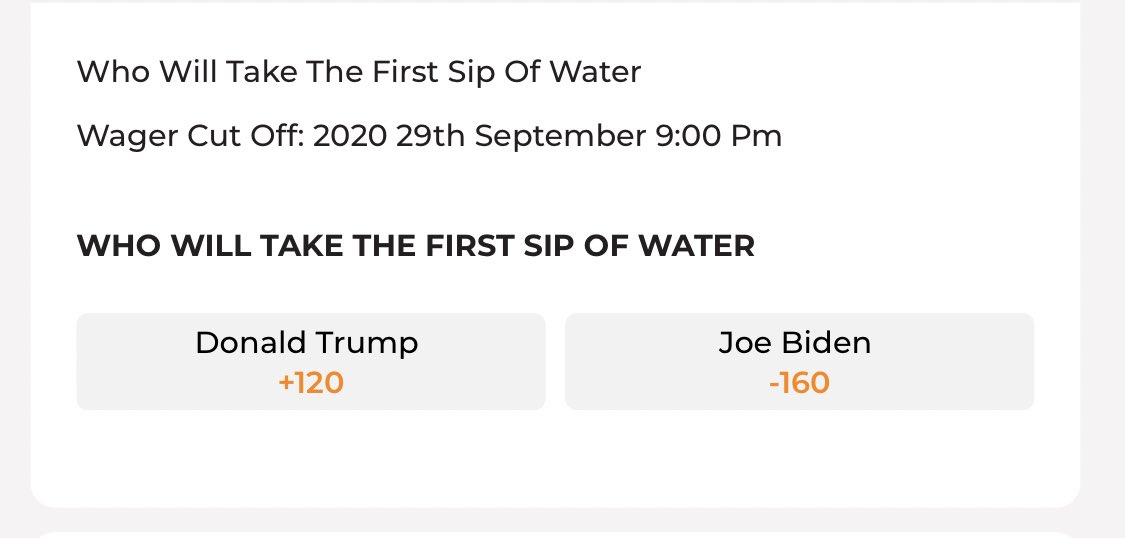 Who Will Take The First Sip Of Water
Wager Cut Off: 2020 29th September 9:00 Pm
WHO WILL TAKE THE FIRST SIP OF WATER
Donald Trump
+120
Joe Biden
-160